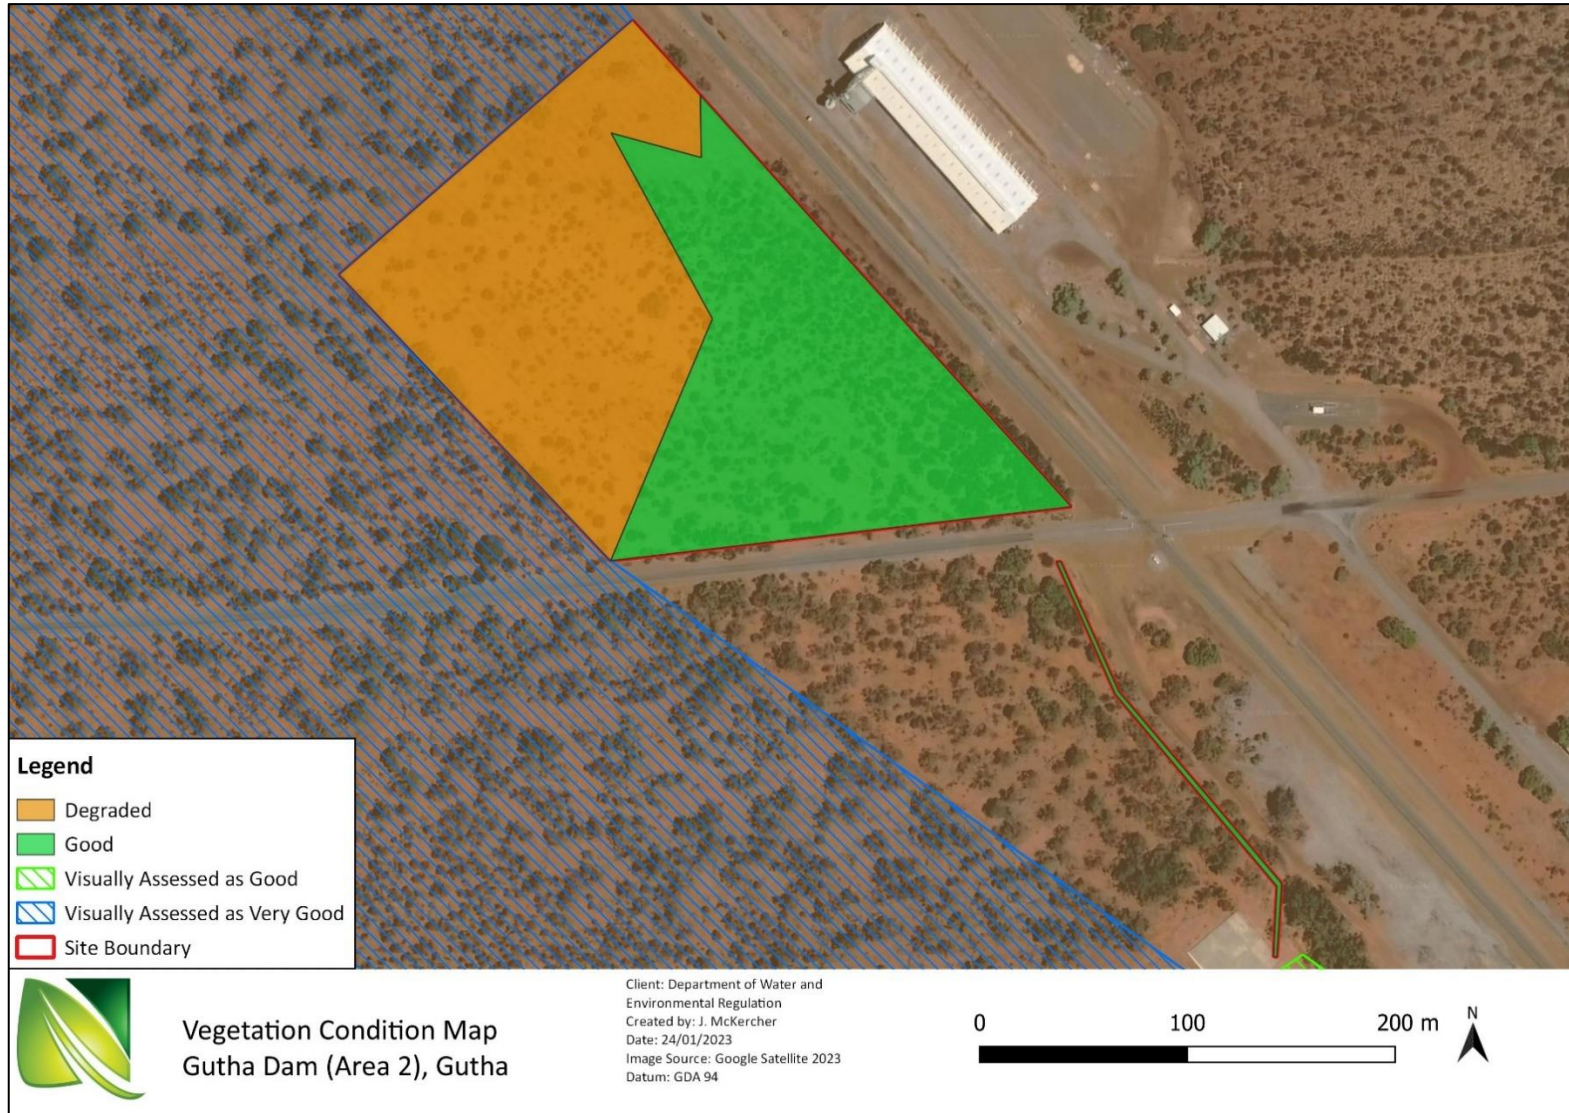 Legend
Degraded
Good
Visually Assessed as Good
Visually Assessed as Very Good
Site Boundary
Vegetation Condition Map
Gutha Dam (Area 2), Gutha
Client: Department of Water and
Environmental Regulation
Created by: J. McKercher
Date: 24/01/2023
Image Source: Google Satellite 2023
Datum: GDA 94
0 100 200 m
N